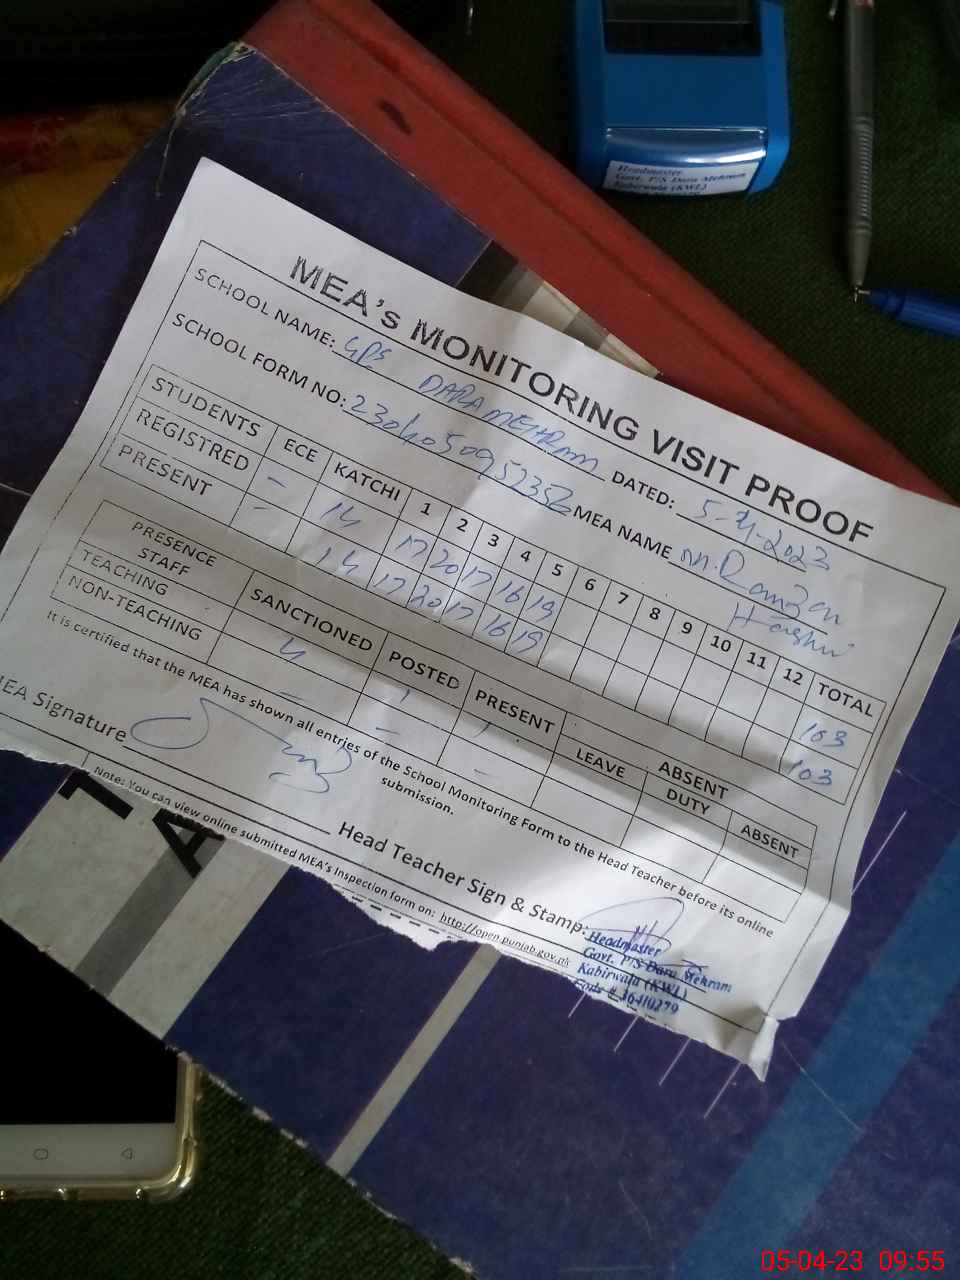 Headmaster
Govt. P/S Dara Mehram
Kabirwala (KWL)
MEA's MONITORING VISIT PROOF
SCHOOL NAME: GPS DARA MEHRAM DATED: 5-4-2023
SCHOOL FORM NO: MEA NAME M. Ramzan
STUDENTS ECE KATCHI 1 2 3 4 5 6 7 8 9 10 11 12 TOTAL
REGISTRED - 14 17 20 17 16 19 103
PRESENT - 14 17 20 17 16 19 103
PRESENCE STAFF SANCTIONED POSTED PRESENT ABSENT
LEAVE DUTY ABSENT
TEACHING 4
NON-TEACHING - - -
It is certified that the MEA has shown all entries of the School Monitoring Form to the Head Teacher before its online
submission.
MEA Signature Head Teacher Sign & Stamp:
Headmaster
Govt. P/S Dara Mehram
Kabirwala (KWL)
Emis # 36410279
Note: You can view online submitted MEA's Inspection form on: http://open.punjab.gov.pk
TA
05-04-23 09:55